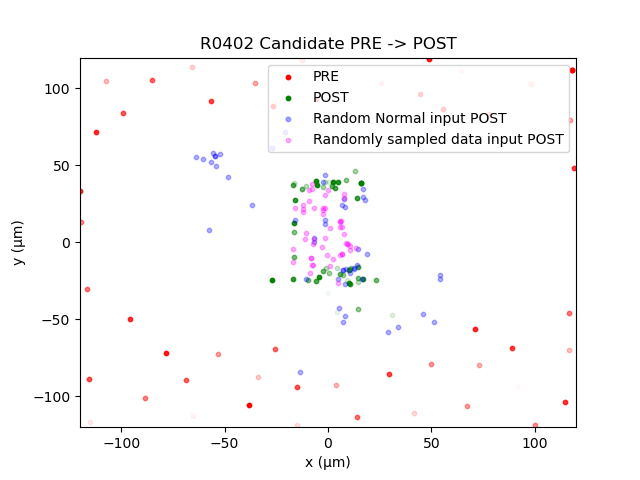 R0402 Candidate PRE -> POST
PRE
POST
Random Normal input POST
Randomly sampled data input POST
y (μm)
100
50
0
−50
−100
−100 −50 0 50 100
x (μm)